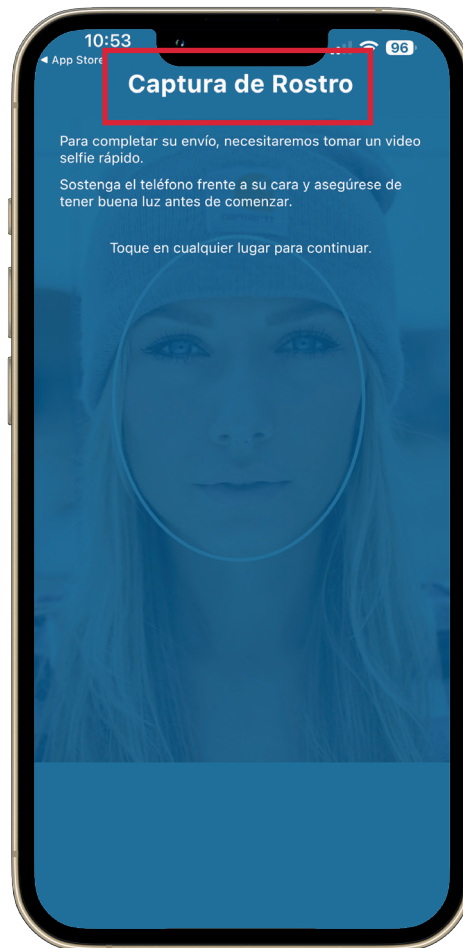 10:53
96
App Store
Captura de Rostro
Para completar su envío, necesitaremos tomar un video
selfie rápido.
Sostenga el teléfono frente a su cara y asegúrese de
tener buena luz antes de comenzar.
Toque en cualquier lugar para continuar.